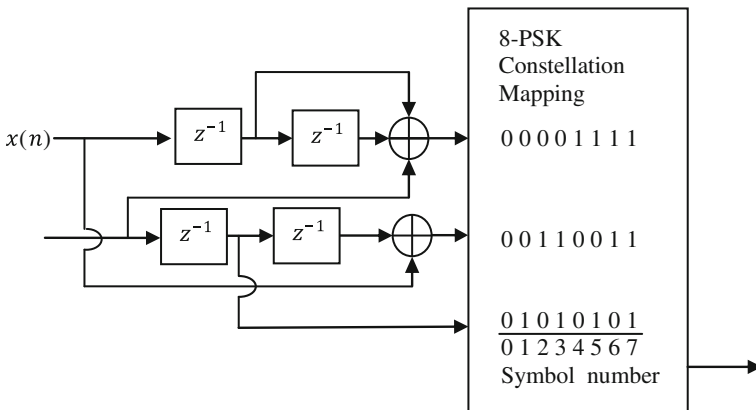 8-PSK
Constellation
Mapping
x(n)
z⁻¹
z⁻¹
0 0 0 0 1 1 1 1
z⁻¹
z⁻¹
0 0 1 1 0 0 1 1
0 1 0 1 0 1 0 1
0 1 2 3 4 5 6 7
Symbol number